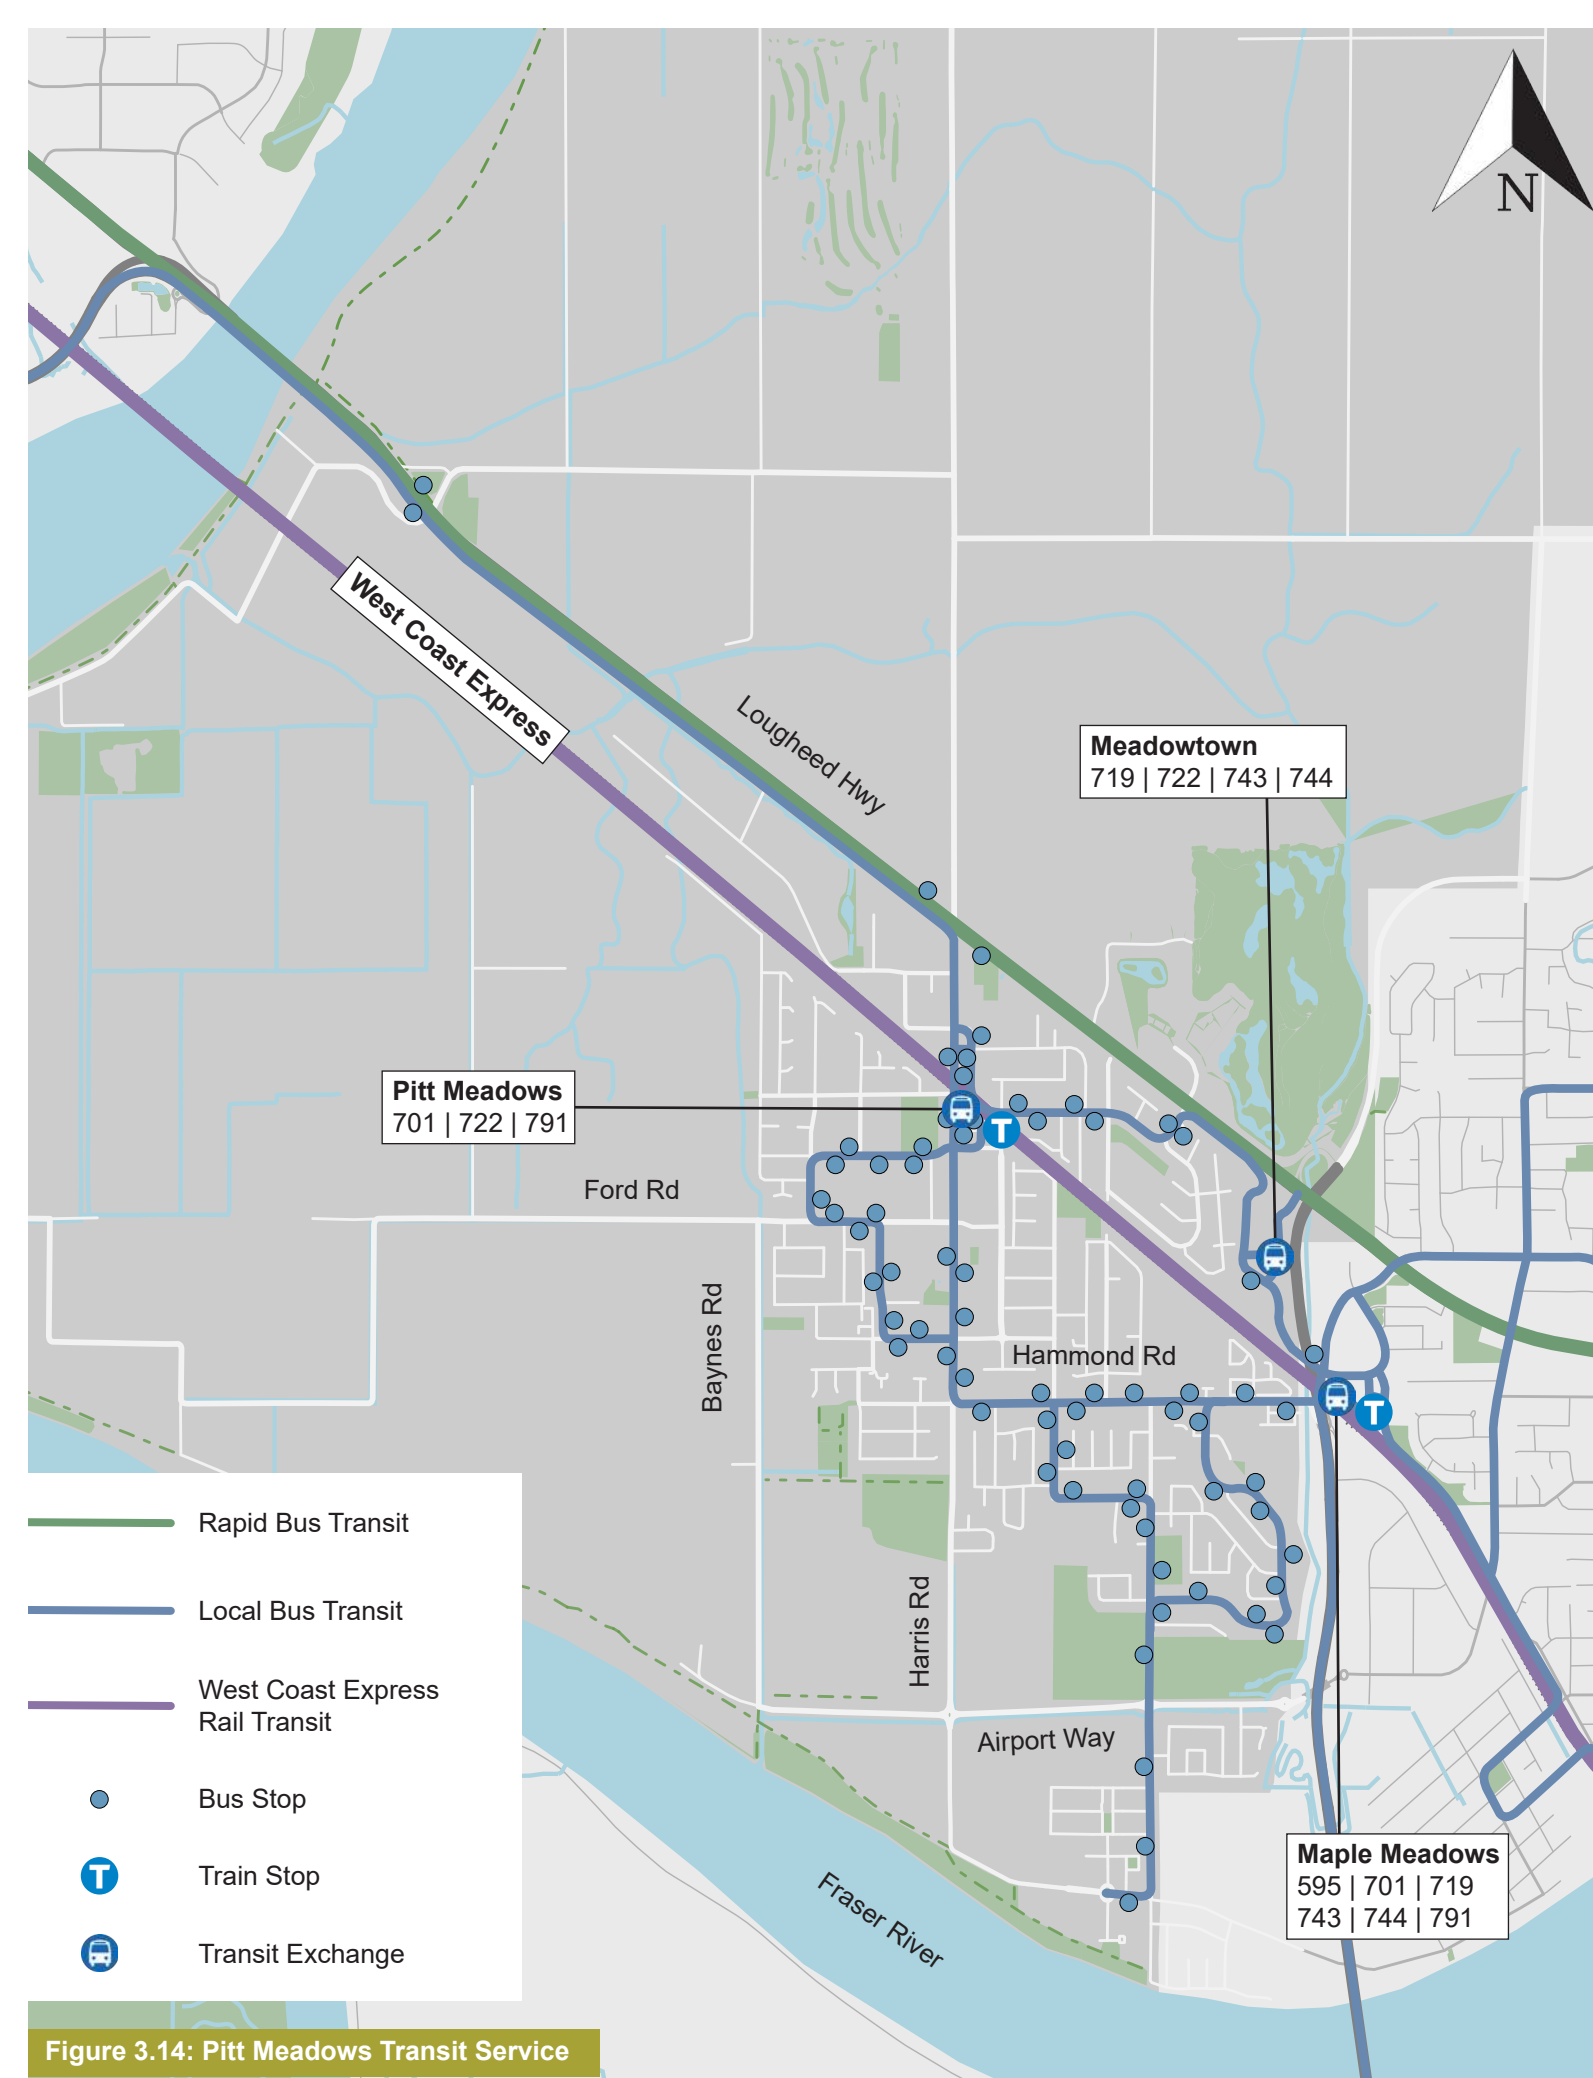 N
West Coast Express
Lougheed Hwy
Meadowtown
719 | 722 | 743 | 744
Pitt Meadows
701 | 722 | 791
T
Ford Rd
Baynes Rd
Hammond Rd
T
Harris Rd
Airport Way
Fraser River
Maple Meadows
595 | 701 | 719
743 | 744 | 791
Rapid Bus Transit
Local Bus Transit
West Coast Express
Rail Transit
Bus Stop
T
Train Stop
Transit Exchange
Figure 3.14: Pitt Meadows Transit Service